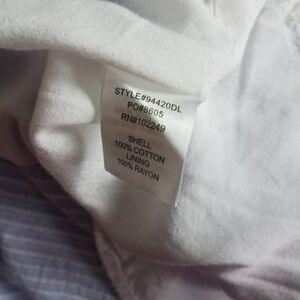 STYLE#94420DL
PO#8605
RN#102249
SHELL
100% COTTON
LINING
100% RAYON